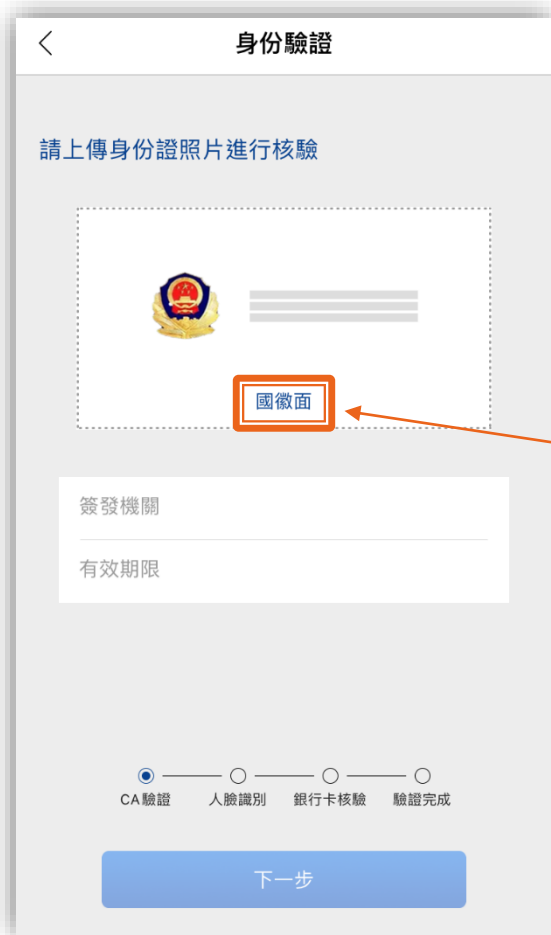 身份驗證
請上傳身份證照片進行核驗
國徽面
簽發機關
有效期限
CA驗證 人臉識別 銀行卡核驗 驗證完成
下一步